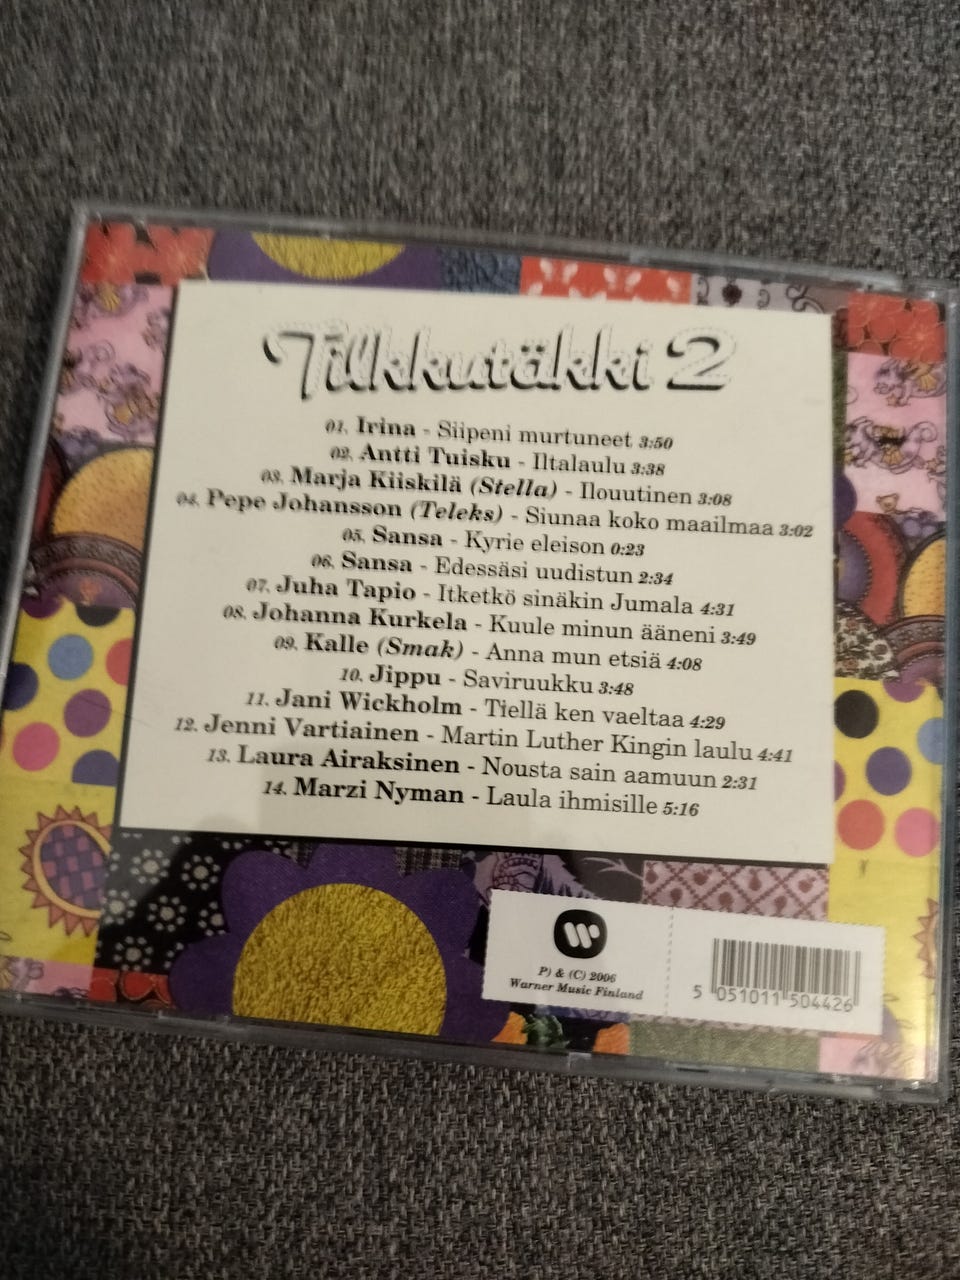 Tilkkutäkki 2
01. Irina - Siipeni murtuneet 3:50
02. Antti Tuisku - Iltalaulu 3:38
03. Marja Kiiskilä (Stella) - Ilouutinen 3:08
04. Pepe Johansson (Teleks) - Siunaa koko maailmaa 3:02
05. Sansa - Kyrie eleison 0:23
06. Sansa - Edessäsi uudistun 2:34
07. Juha Tapio - Itketkö sinäkin Jumala 4:31
08. Johanna Kurkela - Kuule minun ääneni 3:49
09. Kalle (Smak) - Anna mun etsiä 4:08
10. Jippu - Saviruukku 3:48
11. Jani Wickholm - Tiellä ken vaeltaa 4:29
12. Jenni Vartiainen - Martin Luther Kingin laulu 4:41
13. Laura Airaksinen - Nousta sain aamuun 2:31
14. Marzi Nyman - Laula ihmisille 5:16
P) & (C) 2006
Warner Music Finland
5 051011 504426